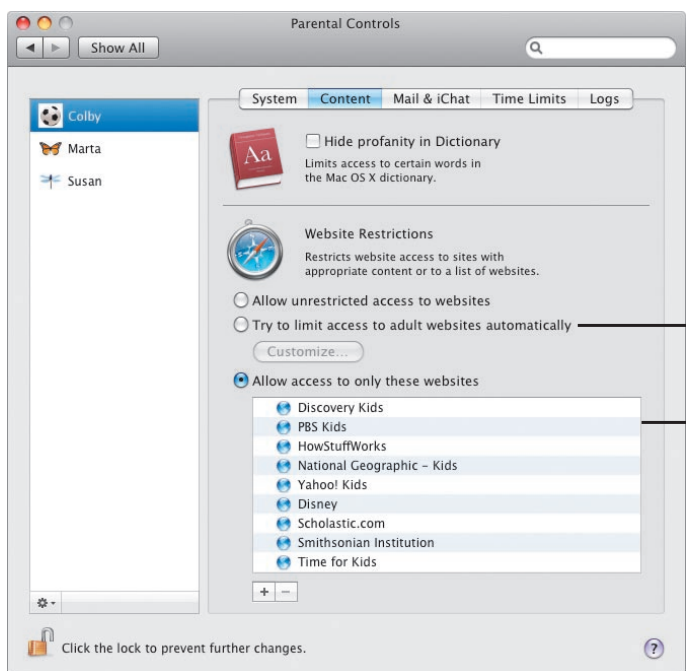 Parental Controls
Show All
Colby
Marta
Susan
System Content Mail & iChat Time Limits Logs
Aa
Hide profanity in Dictionary
Limits access to certain words in
the Mac OS X dictionary.
Website Restrictions
Restricts website access to sites with
appropriate content or to a list of websites.
Allow unrestricted access to websites
Try to limit access to adult websites automatically
Customize...
Allow access to only these websites
Discovery Kids
PBS Kids
HowStuffWorks
National Geographic – Kids
Yahoo! Kids
Disney
Scholastic.com
Smithsonian Institution
Time for Kids
+ −
Click the lock to prevent further changes.
?